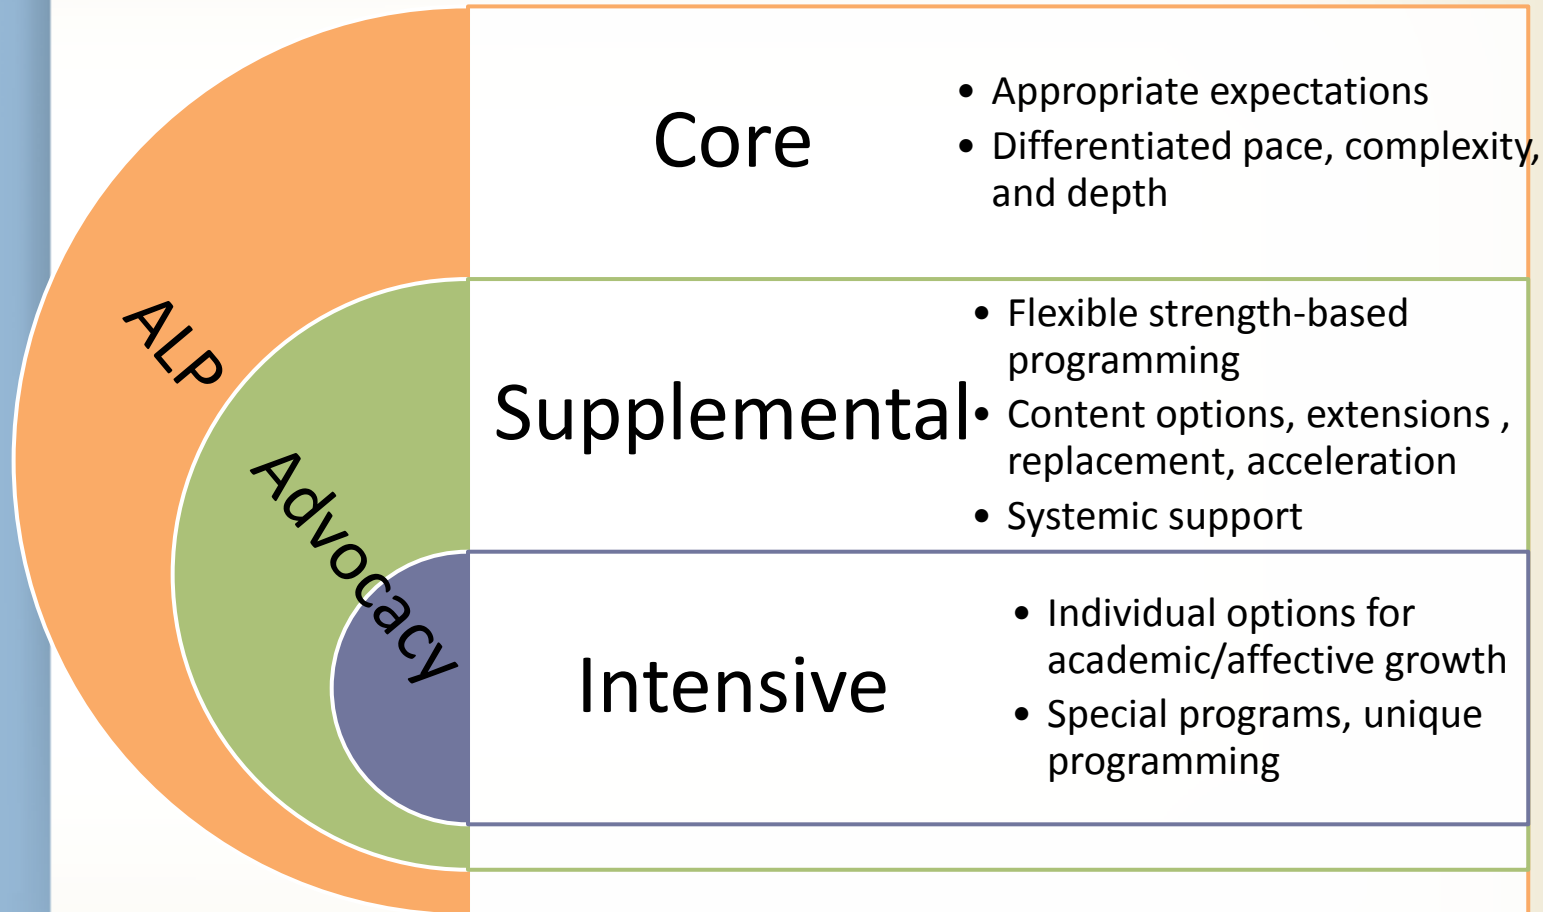 ALP
Advocacy
Core
• Appropriate expectations
• Differentiated pace, complexity,
and depth
Supplemental
• Flexible strength-based
programming
• Content options, extensions ,
replacement, acceleration
• Systemic support
Intensive
• Individual options for
academic/affective growth
• Special programs, unique
programming